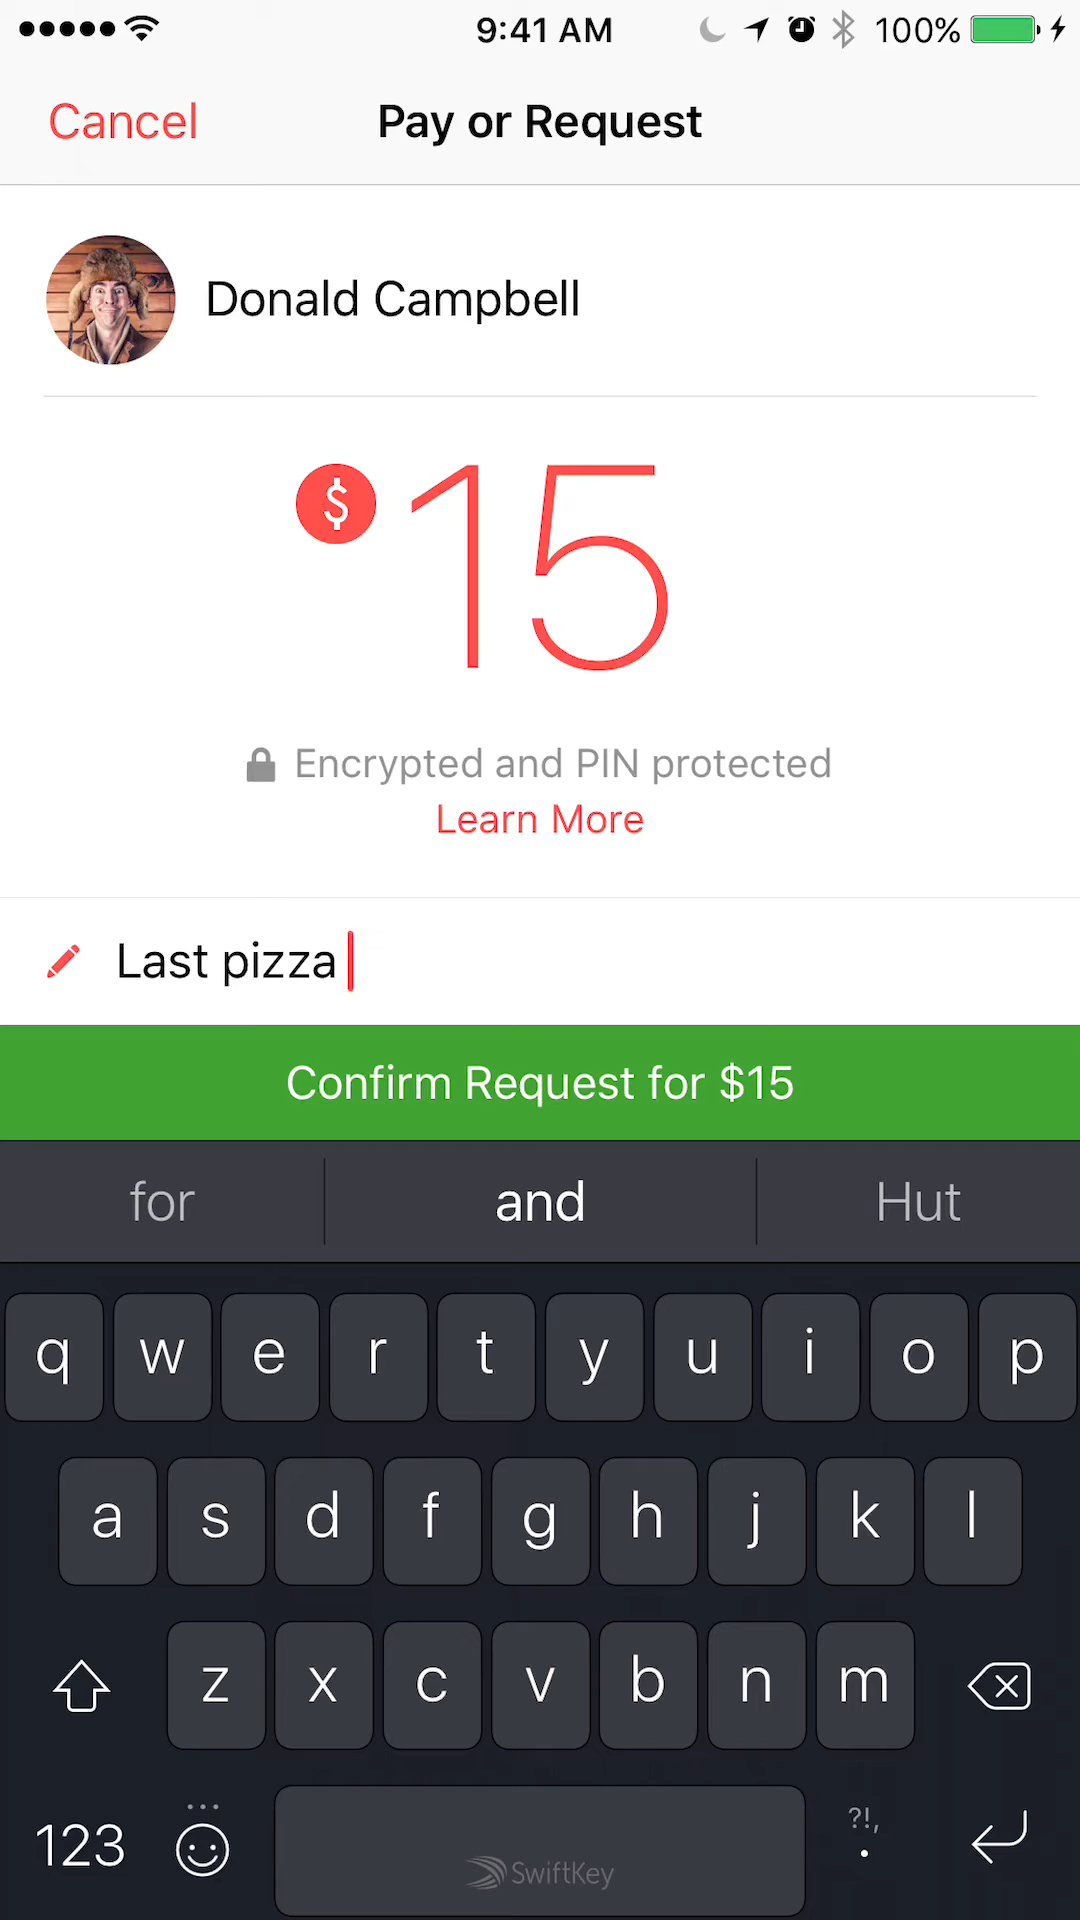 9:41 AM 100%
Cancel Pay or Request
Donald Campbell
$ 15
Encrypted and PIN protected
Learn More
Last pizza
Confirm Request for $15
for and Hut
q w e r t y u i o p
a s d f g h j k l
z x c v b n m
123 ... SwiftKey ?!, .